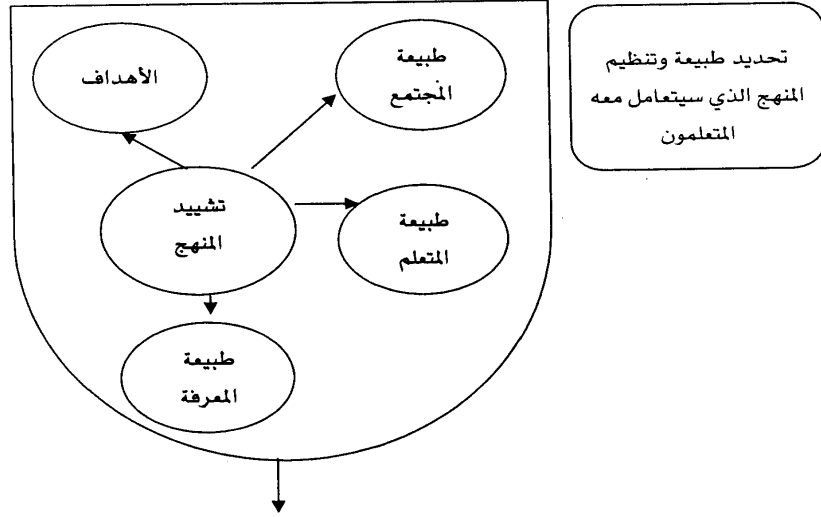 تحديد طبيعة وتنظيم
المنهج الذي سيتعامل معه
المتعلمون
طبيعة
المجتمع
الأهداف
تشييد
المنهج
طبيعة
المتعلم
طبيعة
المعرفة